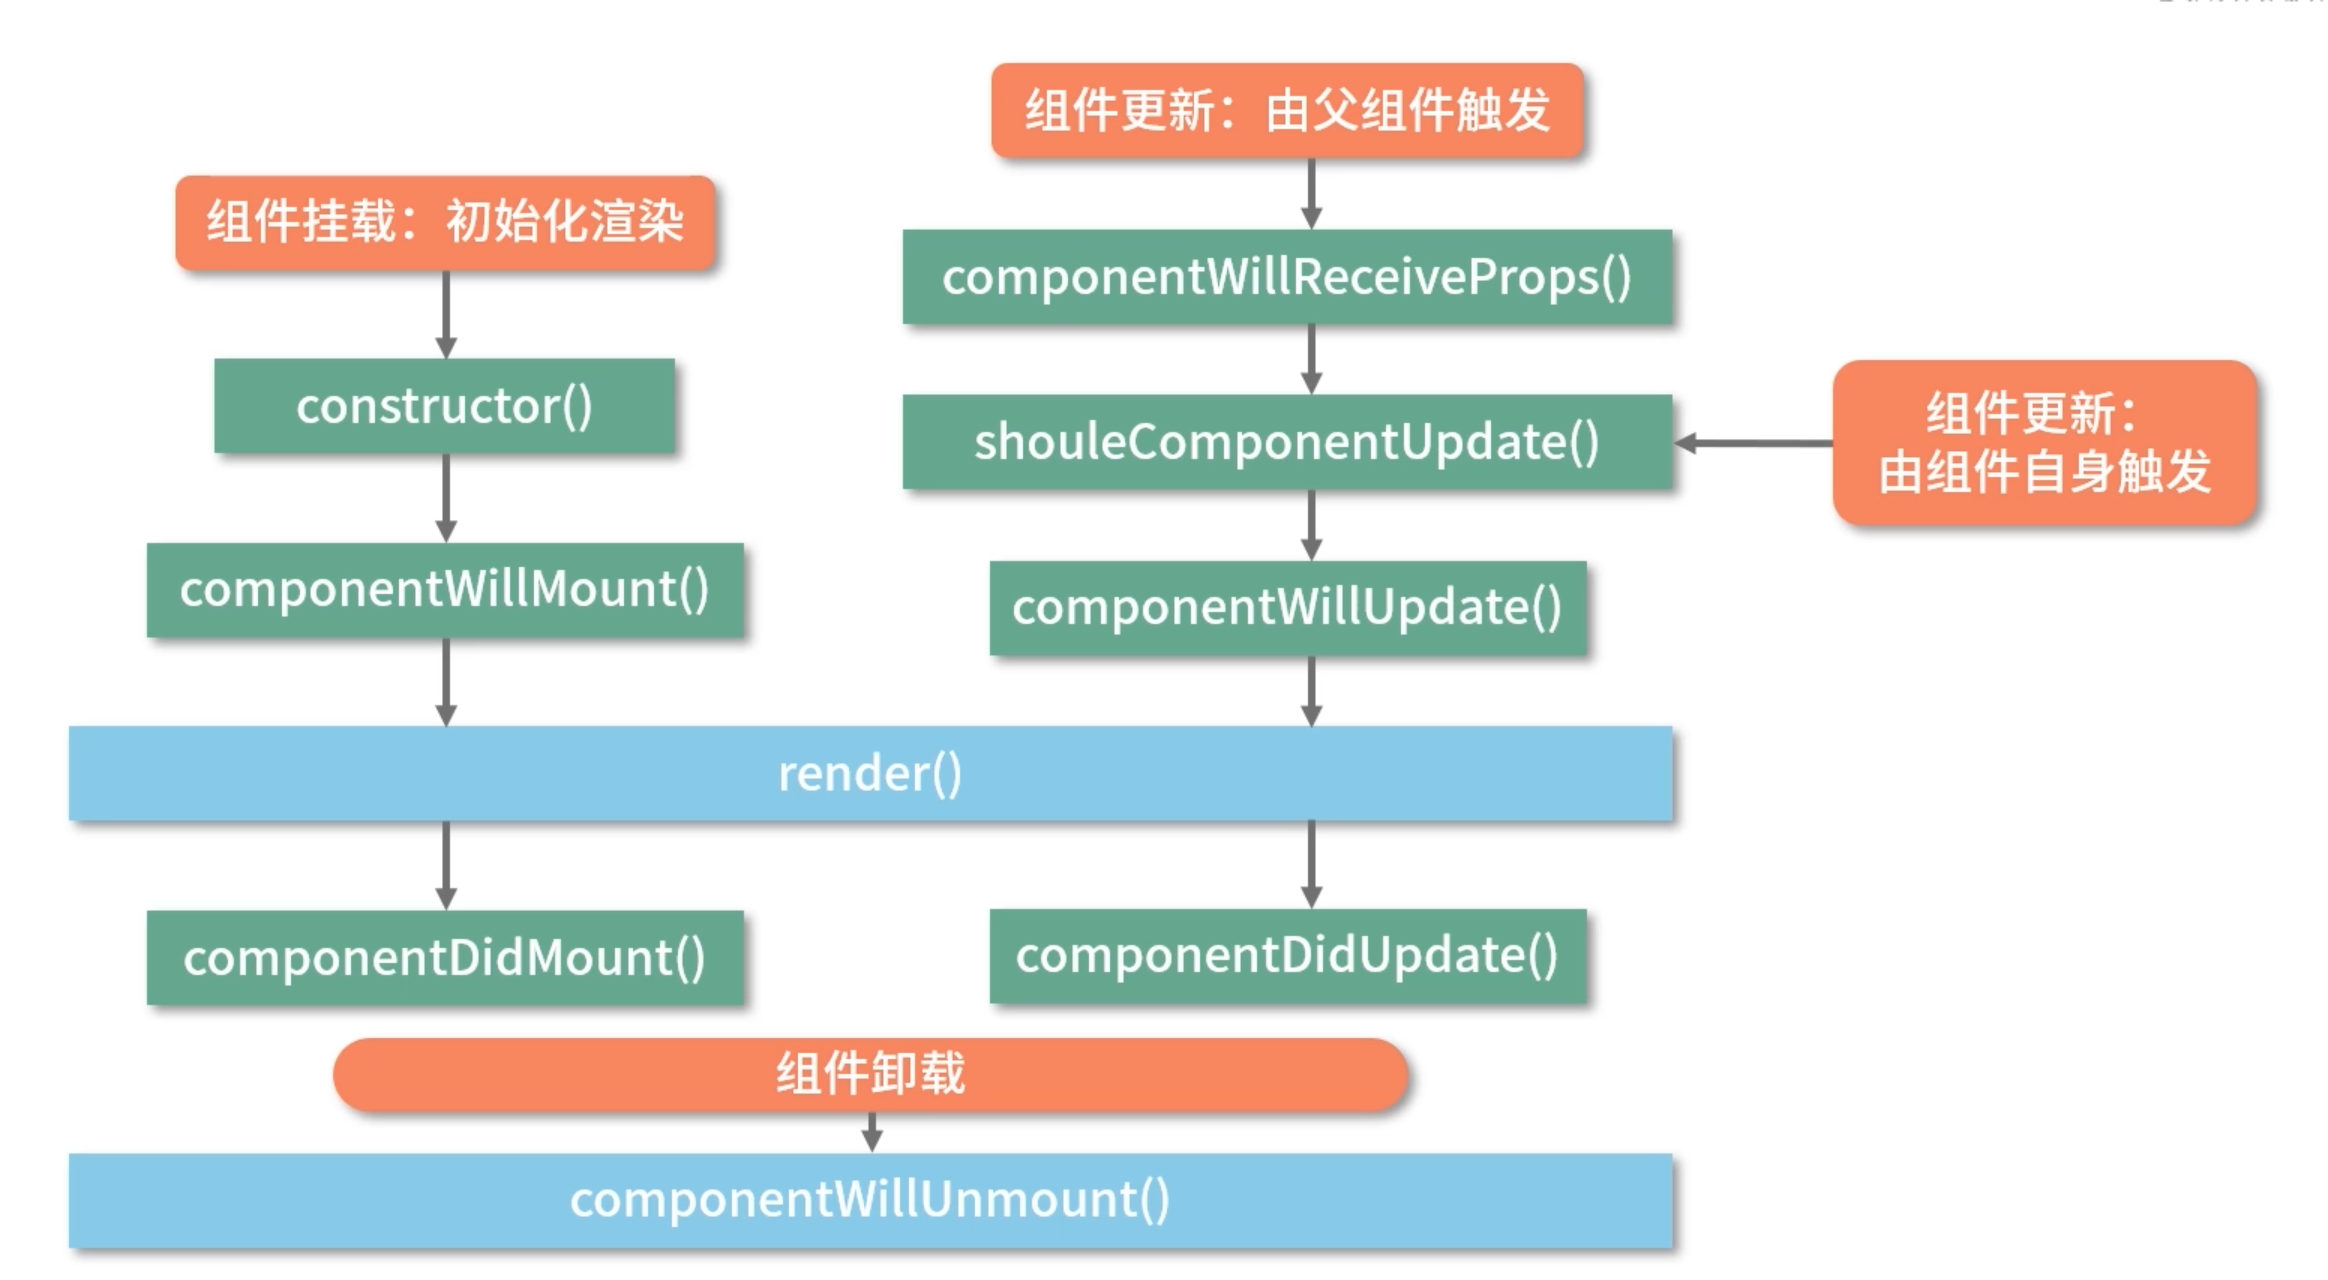 组件更新：由父组件触发
组件挂载：初始化渲染
componentWillReceiveProps()
constructor()
shouleComponentUpdate()
组件更新：
由组件自身触发
componentWillMount()
componentWillUpdate()
render()
componentDidMount()
componentDidUpdate()
组件卸载
componentWillUnmount()